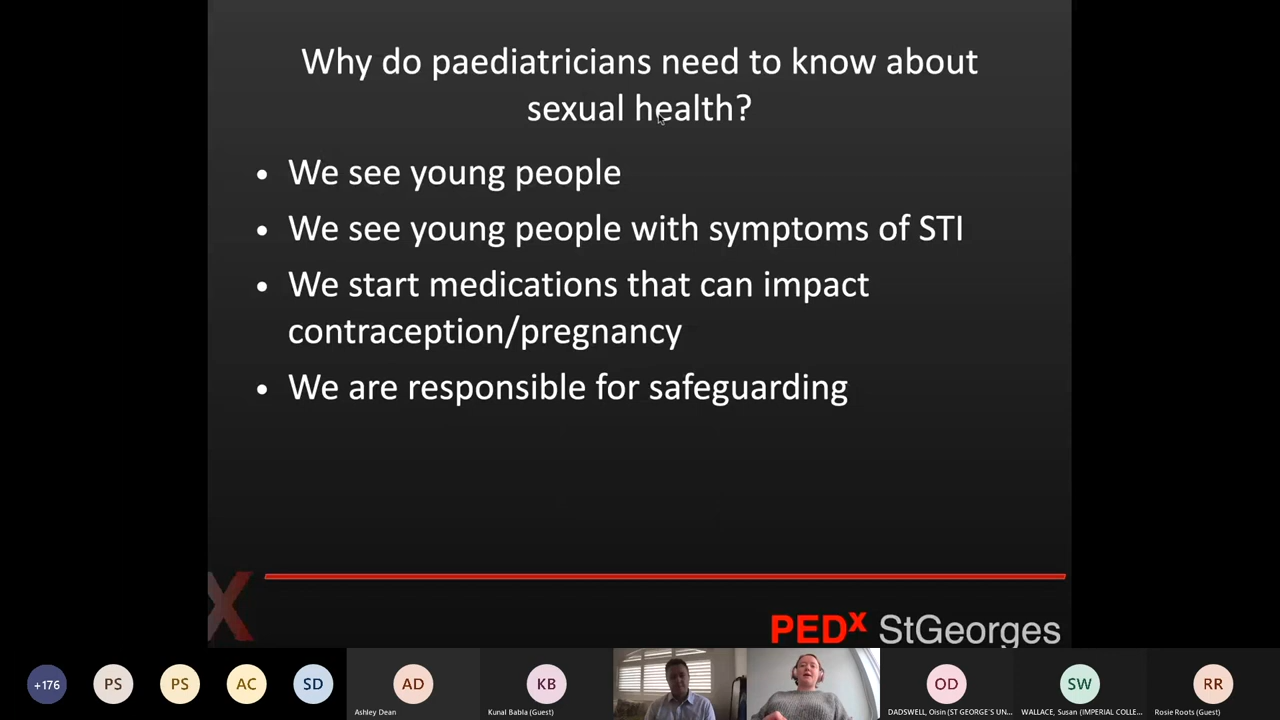 Why do paediatricians need to know about
sexual health?
• We see young people
• We see young people with symptoms of STI
• We start medications that can impact
contraception/pregnancy
• We are responsible for safeguarding
X
PEDx StGeorges
+176
PS
PS
AC
SD
AD
KB
OD
SW
RR
Ashley Dean
Kunal Babla (Guest)
DADSWELL, Oisin (ST GEORGE'S UN...
WALLACE, Susan (IMPERIAL COLLE...
Rosie Roots (Guest)